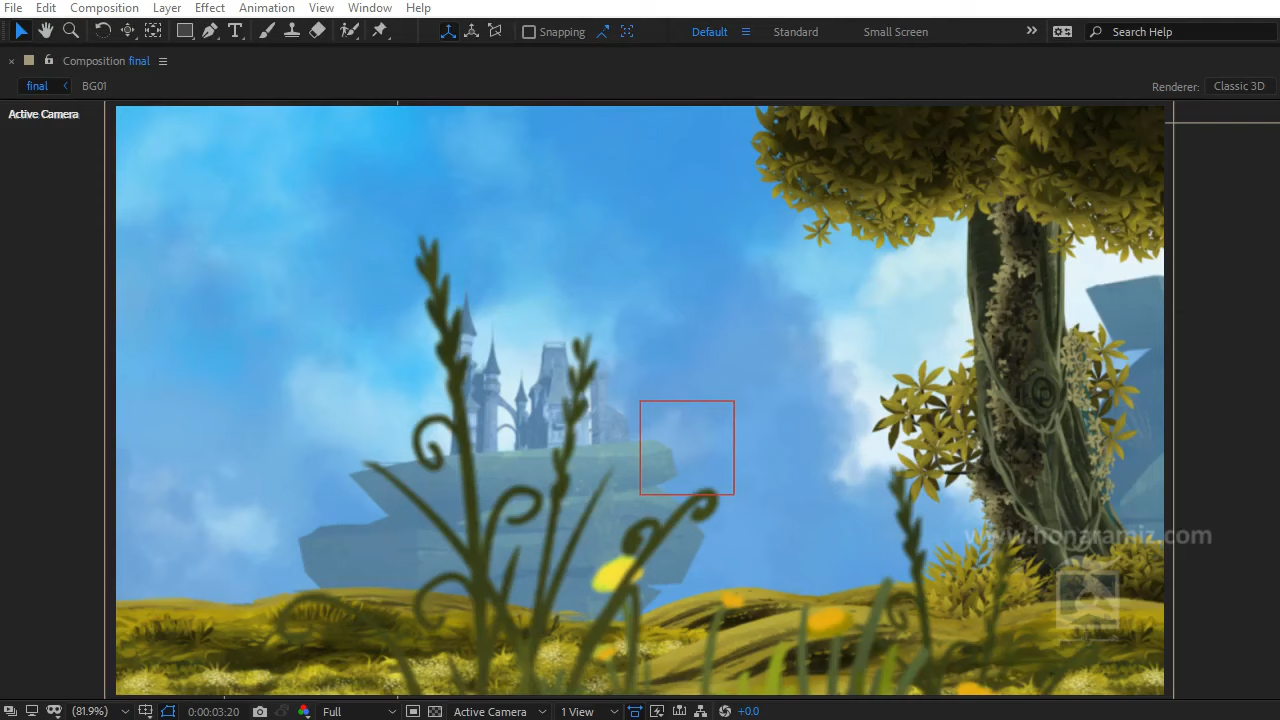 File Edit Composition Layer Effect Animation View Window Help
Snapping Default Standard Small Screen Search Help
Composition final
final BG01 Renderer: Classic 3D
Active Camera
www.honaramiz.com
(81.9%) 0:00:03:20 Full Active Camera 1 View +0.0